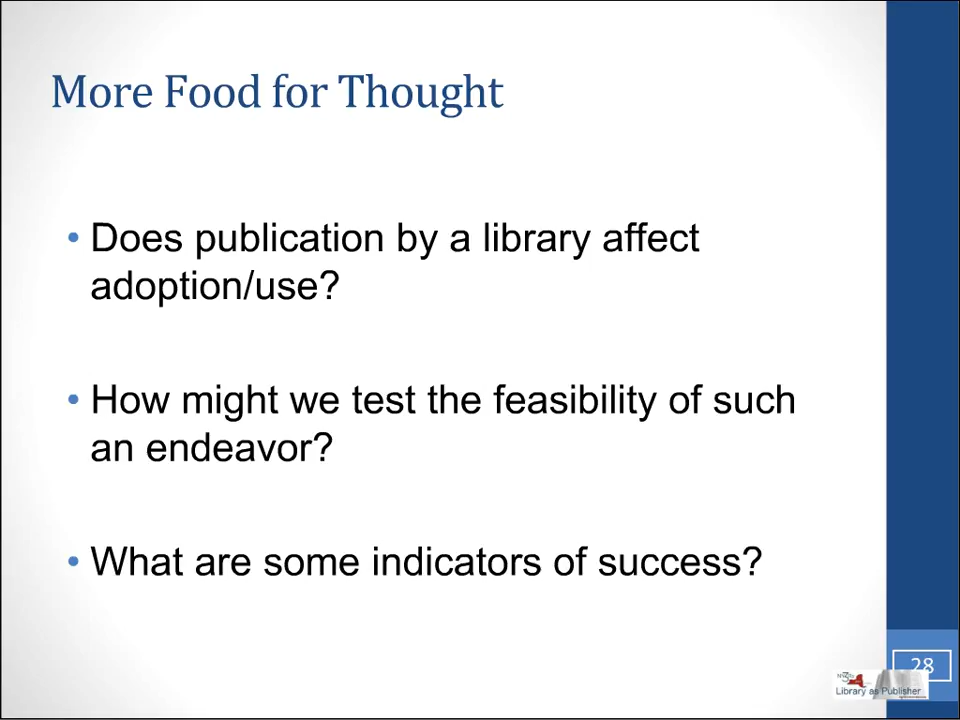 More Food for Thought
• Does publication by a library affect
adoption/use?
• How might we test the feasibility of such
an endeavor?
• What are some indicators of success?
28
Library as Publisher